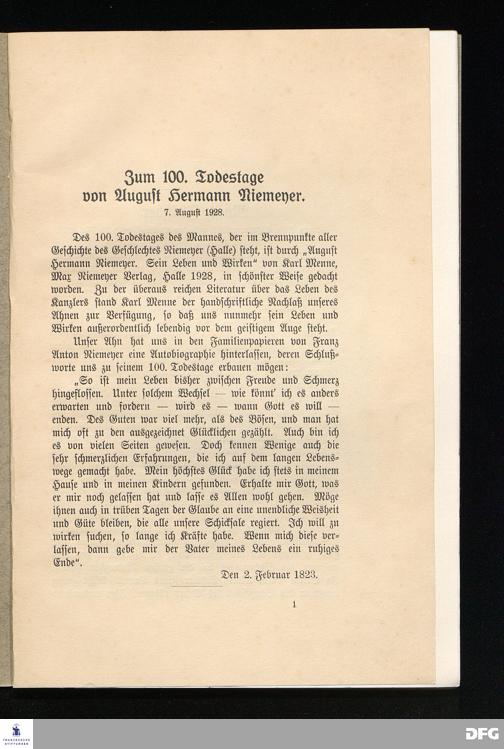 Zum 100. Todestage
von August Hermann Niemeyer.
7. August 1928.
Des 100. Todestages des Mannes, der im Brennpunkte aller
Geschichte des Geschlechtes Niemeyer (Halle) steht, ist durch „August
Hermann Niemeyer. Sein Leben und Wirken“ von Karl Menne,
Max Niemeyer Verlag, Halle 1928, in schönster Weise gedacht
worden. Zu der überaus reichen Literatur über das Leben des
Kanzlers stand Karl Menne der handschriftliche Nachlaß unseres
Ahnen zur Verfügung, so daß uns nunmehr sein Leben und
Wirken außerordentlich lebendig vor dem geistigem Auge steht.
Unser Ahn hat uns in den Familienpapieren von Franz
Anton Niemeyer eine Autobiographie hinterlassen, deren Schluß-
worte uns zu seinem 100. Todestage erbauen mögen:
„So ist mein Leben bisher zwischen Freude und Schmerz
hingeflossen. Unter solchem Wechsel — wie könnt' ich es anders
erwarten und fordern — wird es — wann Gott es will —
enden. Des Guten war viel mehr, als des Bösen, und man hat
mich oft zu den ausgezeichnet Glücklichen gezählt. Auch bin ich
es von vielen Seiten gewesen. Doch kennen Wenige auch die
sehr schmerzlichen Erfahrungen, die ich auf dem langen Lebens-
wege gemacht habe. Mein höchstes Glück habe ich stets in meinem
Hause und in meinen Kindern gefunden. Erhalte mir Gott, was
er mir noch gelassen hat und lasse es Allen wohl gehen. Möge
ihnen auch in trüben Tagen der Glaube an eine unendliche Weisheit
und Güte bleiben, die alle unsere Schicksale regiert. Ich will zu
wirken suchen, so lange ich Kräfte habe. Wenn mich diese ver-
lassen, dann gebe mir der Vater meines Lebens ein ruhiges
Ende“.
Den 2. Februar 1823.
1
FRANCKESCHE
STIFTUNGEN
DFG